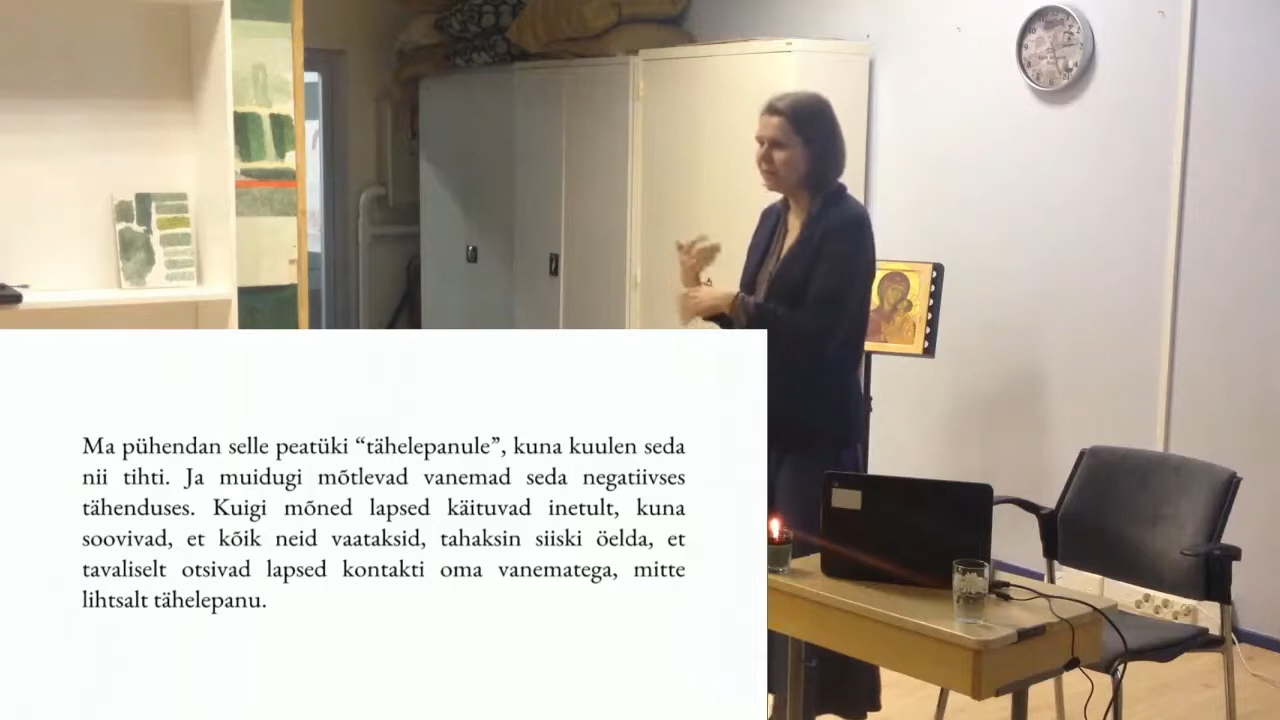 Ma pühendan selle peatüki “tähelepanule”, kuna kuulen seda
nii tihti. Ja muidugi mõtlevad vanemad seda negatiivses
tähenduses. Kuigi mõned lapsed käituvad inetult, kuna
soovivad, et kõik neid vaataksid, tahaksin siiski öelda, et
tavaliselt otsivad lapsed kontakti oma vanematega, mitte
lihtsalt tähelepanu.